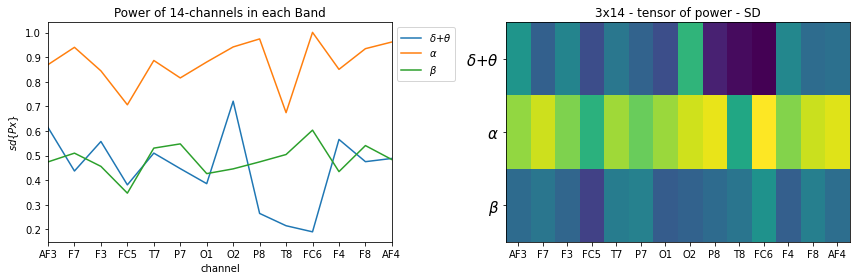 Power of 14-channels in each Band
sd{Px}
1.0
0.9
0.8
0.7
0.6
0.5
0.4
0.3
0.2
AF3 F7 F3 FC5 T7 P7 O1 O2 P8 T8 FC6 F4 F8 AF4
channel
δ+θ
α
β
3x14 - tensor of power - SD
δ+θ
α
β
AF3 F7 F3 FC5 T7 P7 O1 O2 P8 T8 FC6 F4 F8 AF4